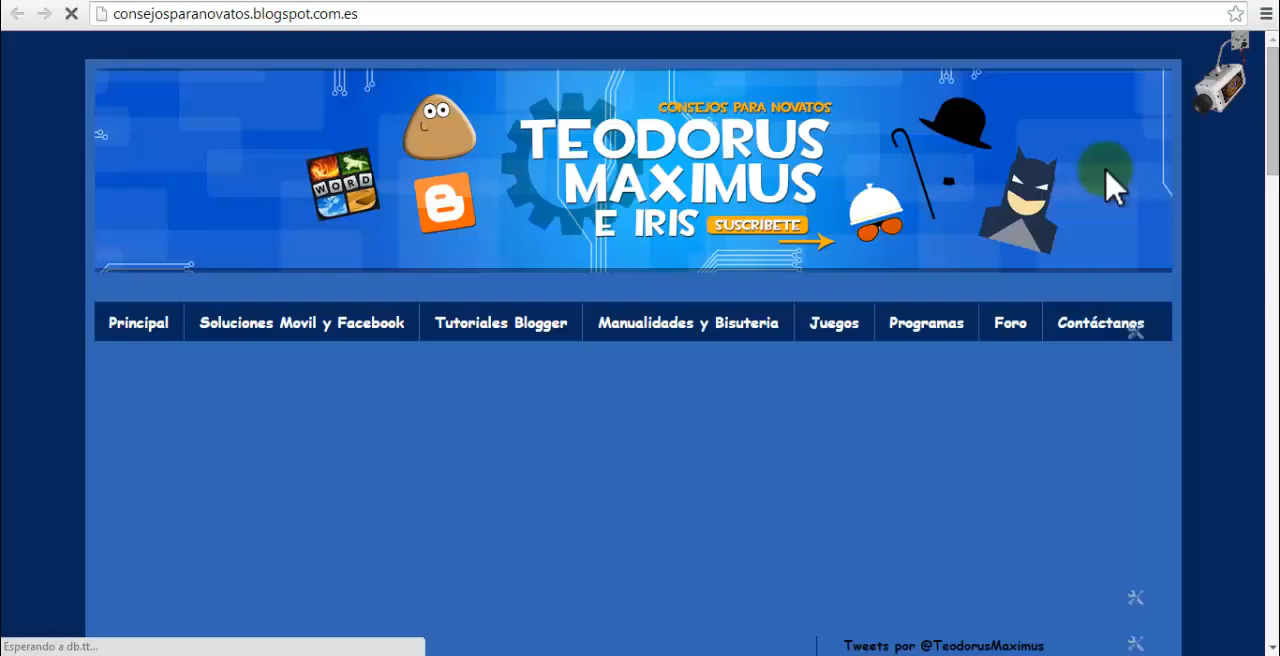 consejosparanovatos.blogspot.com.es
CONSEJOS PARA NOVATOS
TEODORUS
MAXIMUS
E IRIS SUSCRIBETE
WORD
Principal Soluciones Movil y Facebook Tutoriales Blogger Manualidades y Bisuteria Juegos Programas Foro Contáctanos
Esperando a db.tt...
Tweets por @TeodorusMaximus